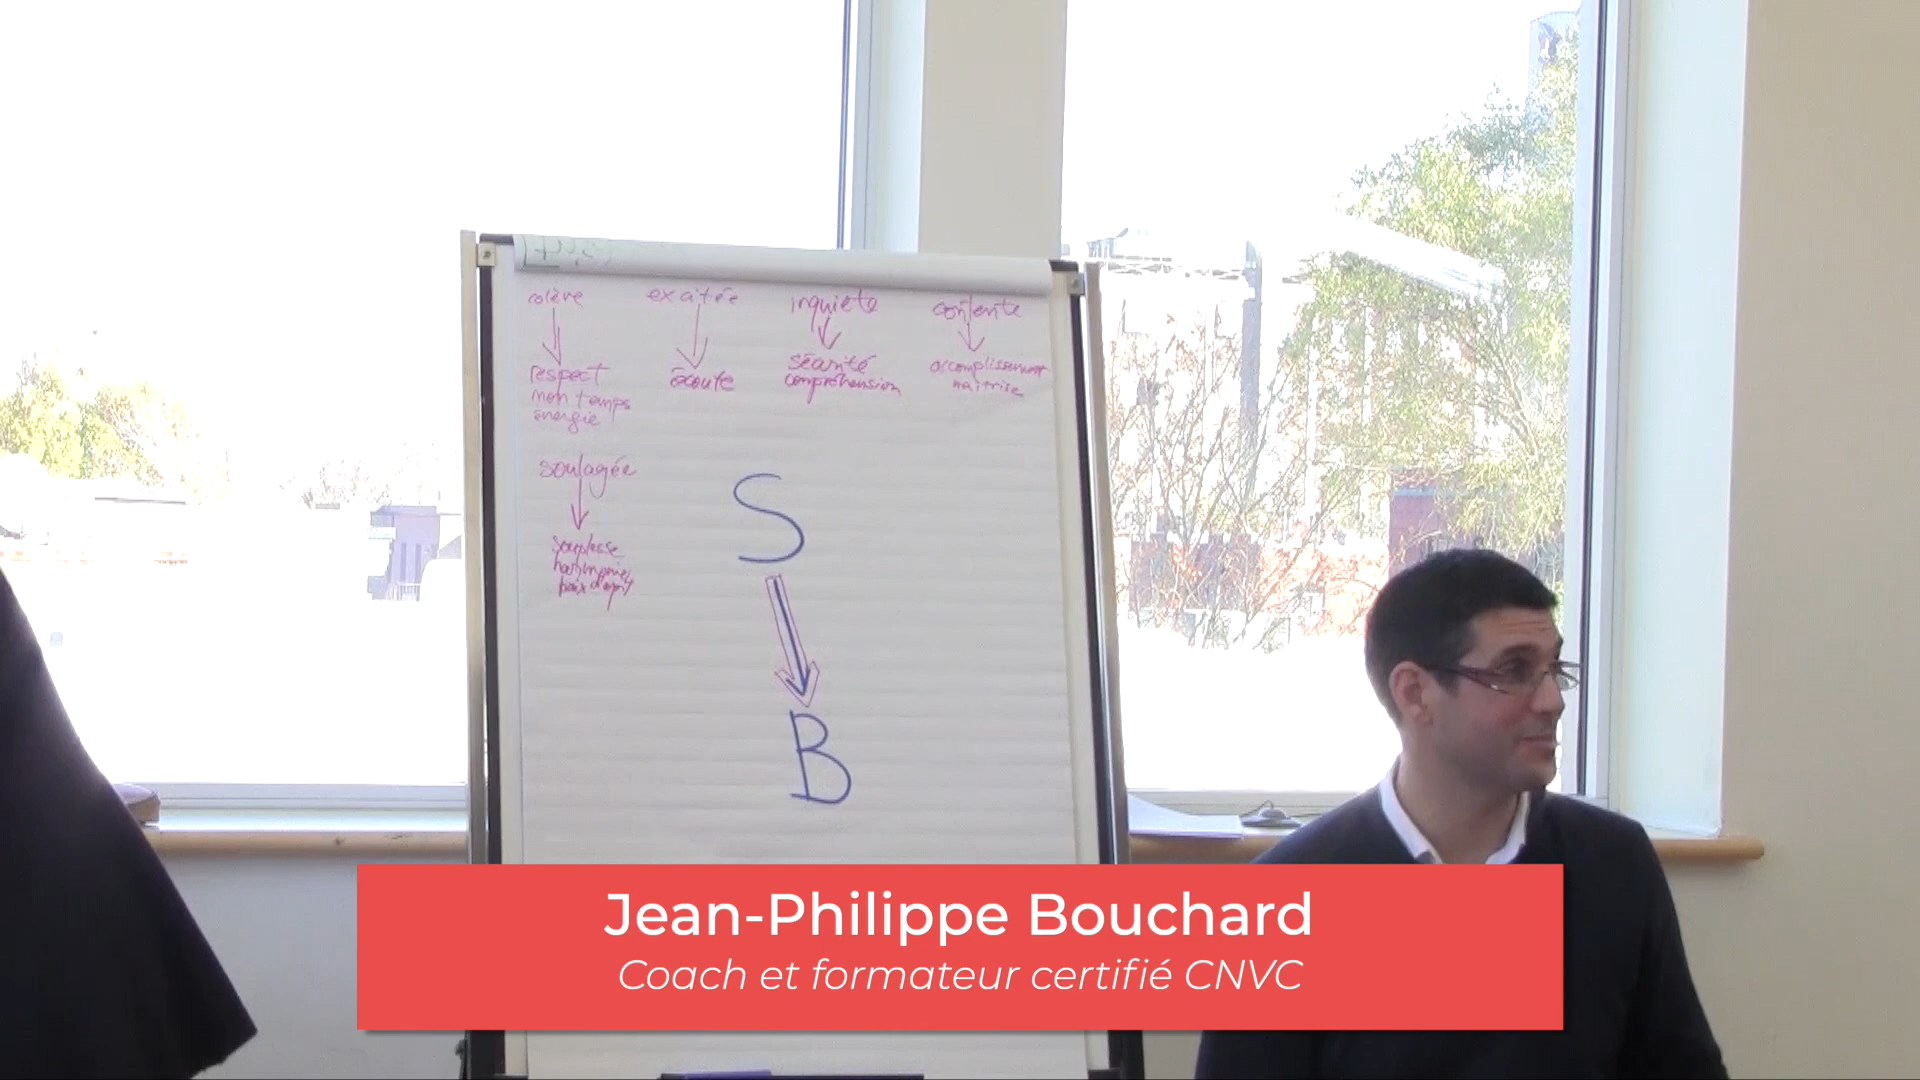 colère
excitée
inquiète
contente
respect
mon temps
énergie
écoute
sécurité
compréhension
accomplissement
maîtrise
soulagée
souplesse
harmonie
paix d'esprit
S
B
Jean-Philippe Bouchard
Coach et formateur certifié CNVC